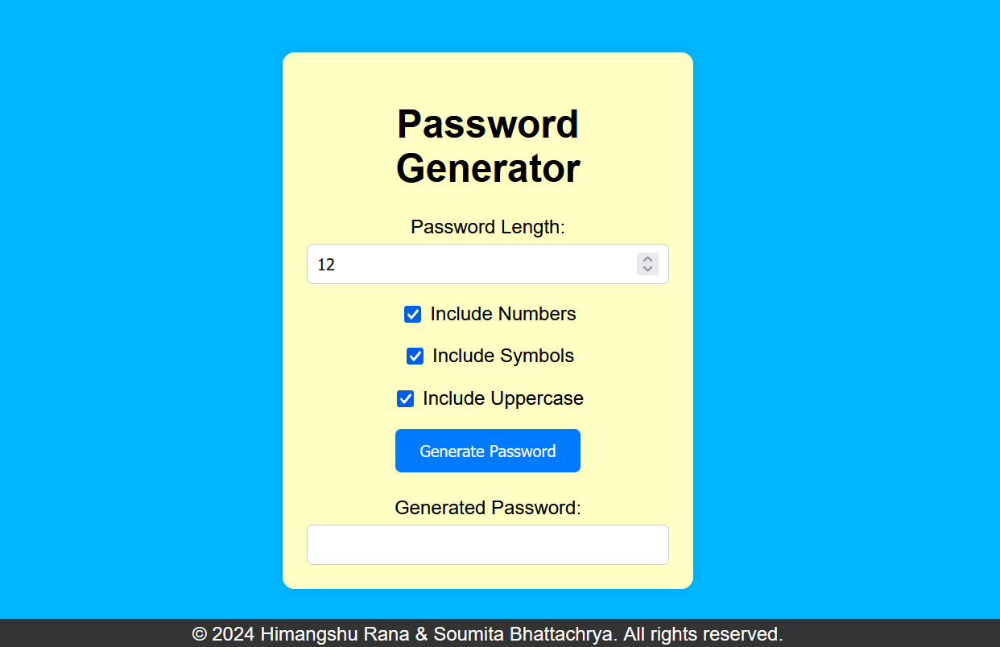 Password
Generator
Password Length:
12
Include Numbers
Include Symbols
Include Uppercase
Generate Password
Generated Password:
© 2024 Himangshu Rana & Soumita Bhattachrya. All rights reserved.